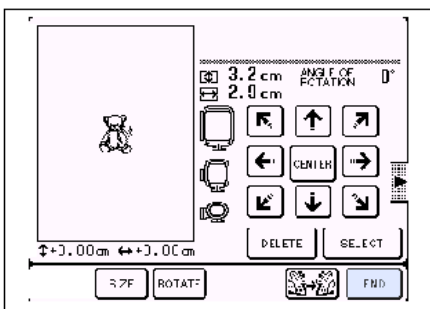 3.2 cm
2.9 cm
ANGLE OF ROTATION 0°
CENTER
DELETE SELECT
+0.00cm +0.00cm
SIZE ROTATE END